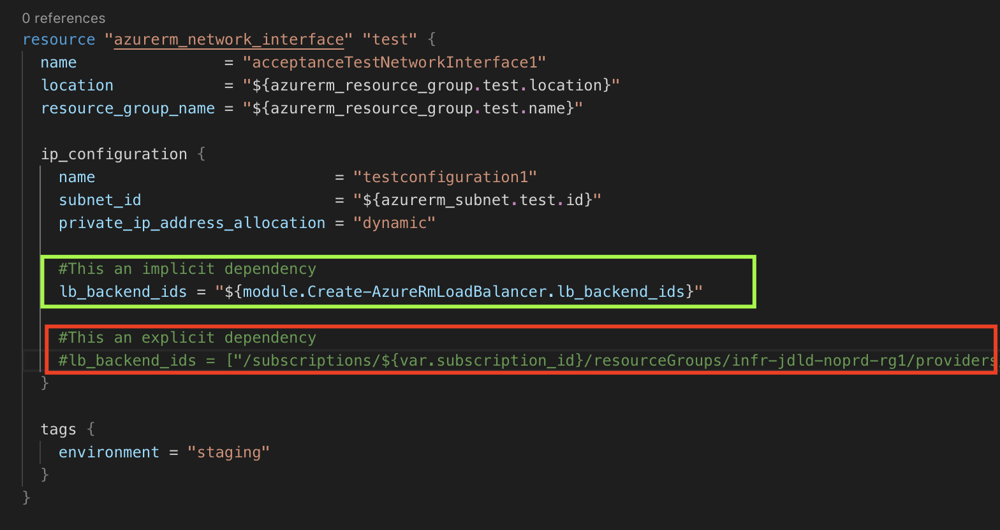 0 references
resource "azurerm_network_interface" "test" {
name = "acceptanceTestNetworkInterface1"
location = "${azurerm_resource_group.test.location}"
resource_group_name = "${azurerm_resource_group.test.name}"
ip_configuration {
name = "testconfiguration1"
subnet_id = "${azurerm_subnet.test.id}"
private_ip_address_allocation = "dynamic"
#This an implicit dependency
lb_backend_ids = "${module.Create-AzureRmLoadBalancer.lb_backend_ids}"
#This an explicit dependency
#lb_backend_ids = ["/subscriptions/${var.subscription_id}/resourceGroups/infr-jdld-noprd-rg1/providers
}
tags {
environment = "staging"
}
}